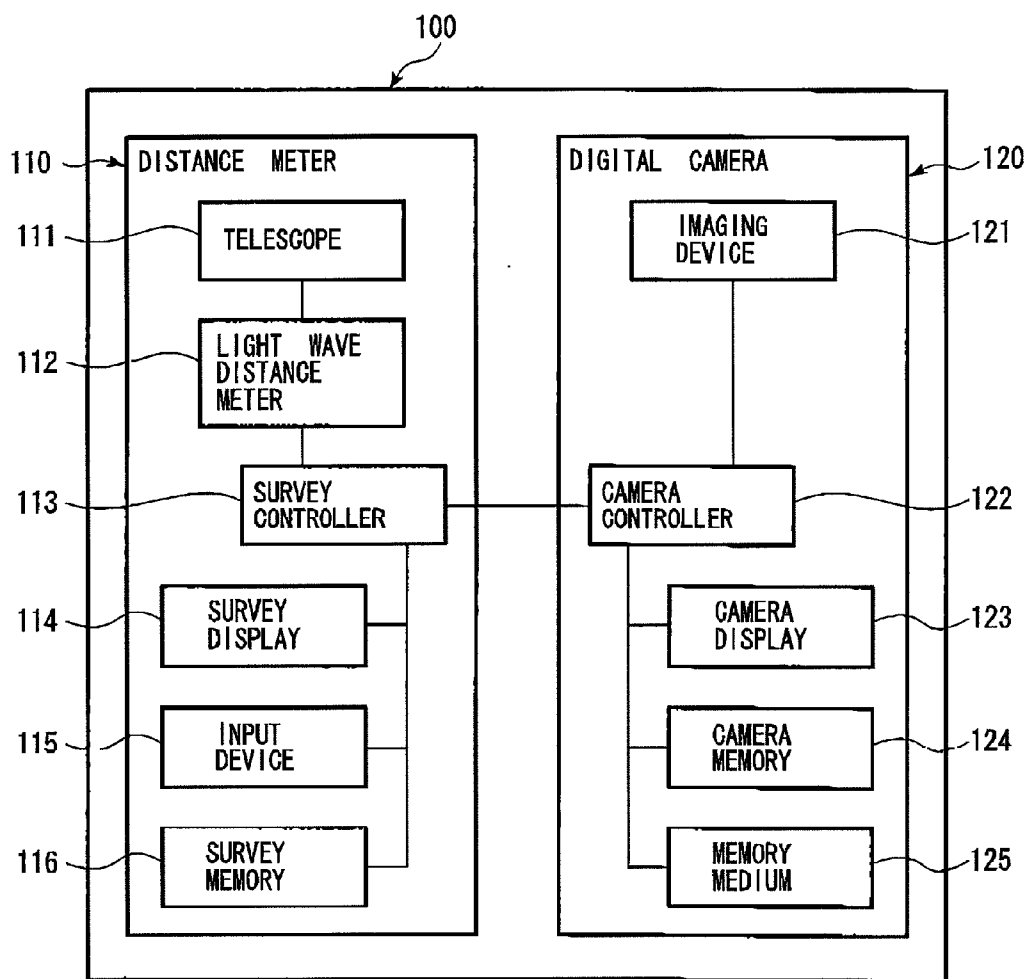 100
110
DISTANCE METER
111
TELESCOPE
112
LIGHT WAVE
DISTANCE
METER
113
SURVEY
CONTROLLER
114
SURVEY
DISPLAY
115
INPUT
DEVICE
116
SURVEY
MEMORY
DIGITAL CAMERA
120
IMAGING
DEVICE
121
CAMERA
CONTROLLER
122
CAMERA
DISPLAY
123
CAMERA
MEMORY
124
MEMORY
MEDIUM
125